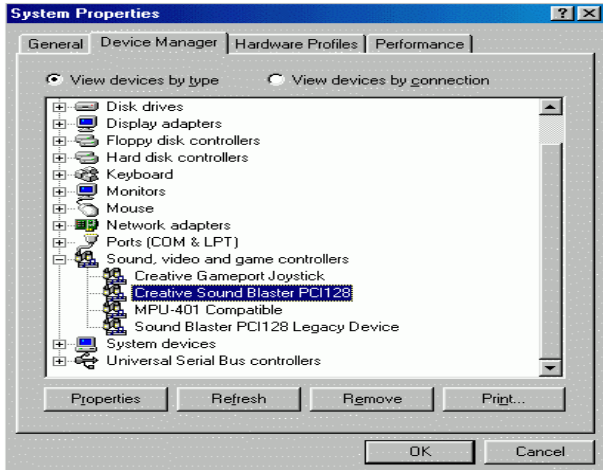 System Properties
General Device Manager Hardware Profiles Performance
View devices by type View devices by connection
Disk drives
Display adapters
Floppy disk controllers
Hard disk controllers
Keyboard
Monitors
Mouse
Network adapters
Ports (COM & LPT)
Sound, video and game controllers
Creative Gameport Joystick
Creative Sound Blaster PCI128
MPU-401 Compatible
Sound Blaster PCI128 Legacy Device
System devices
Universal Serial Bus controllers
Properties Refresh Remove Print...
OK Cancel